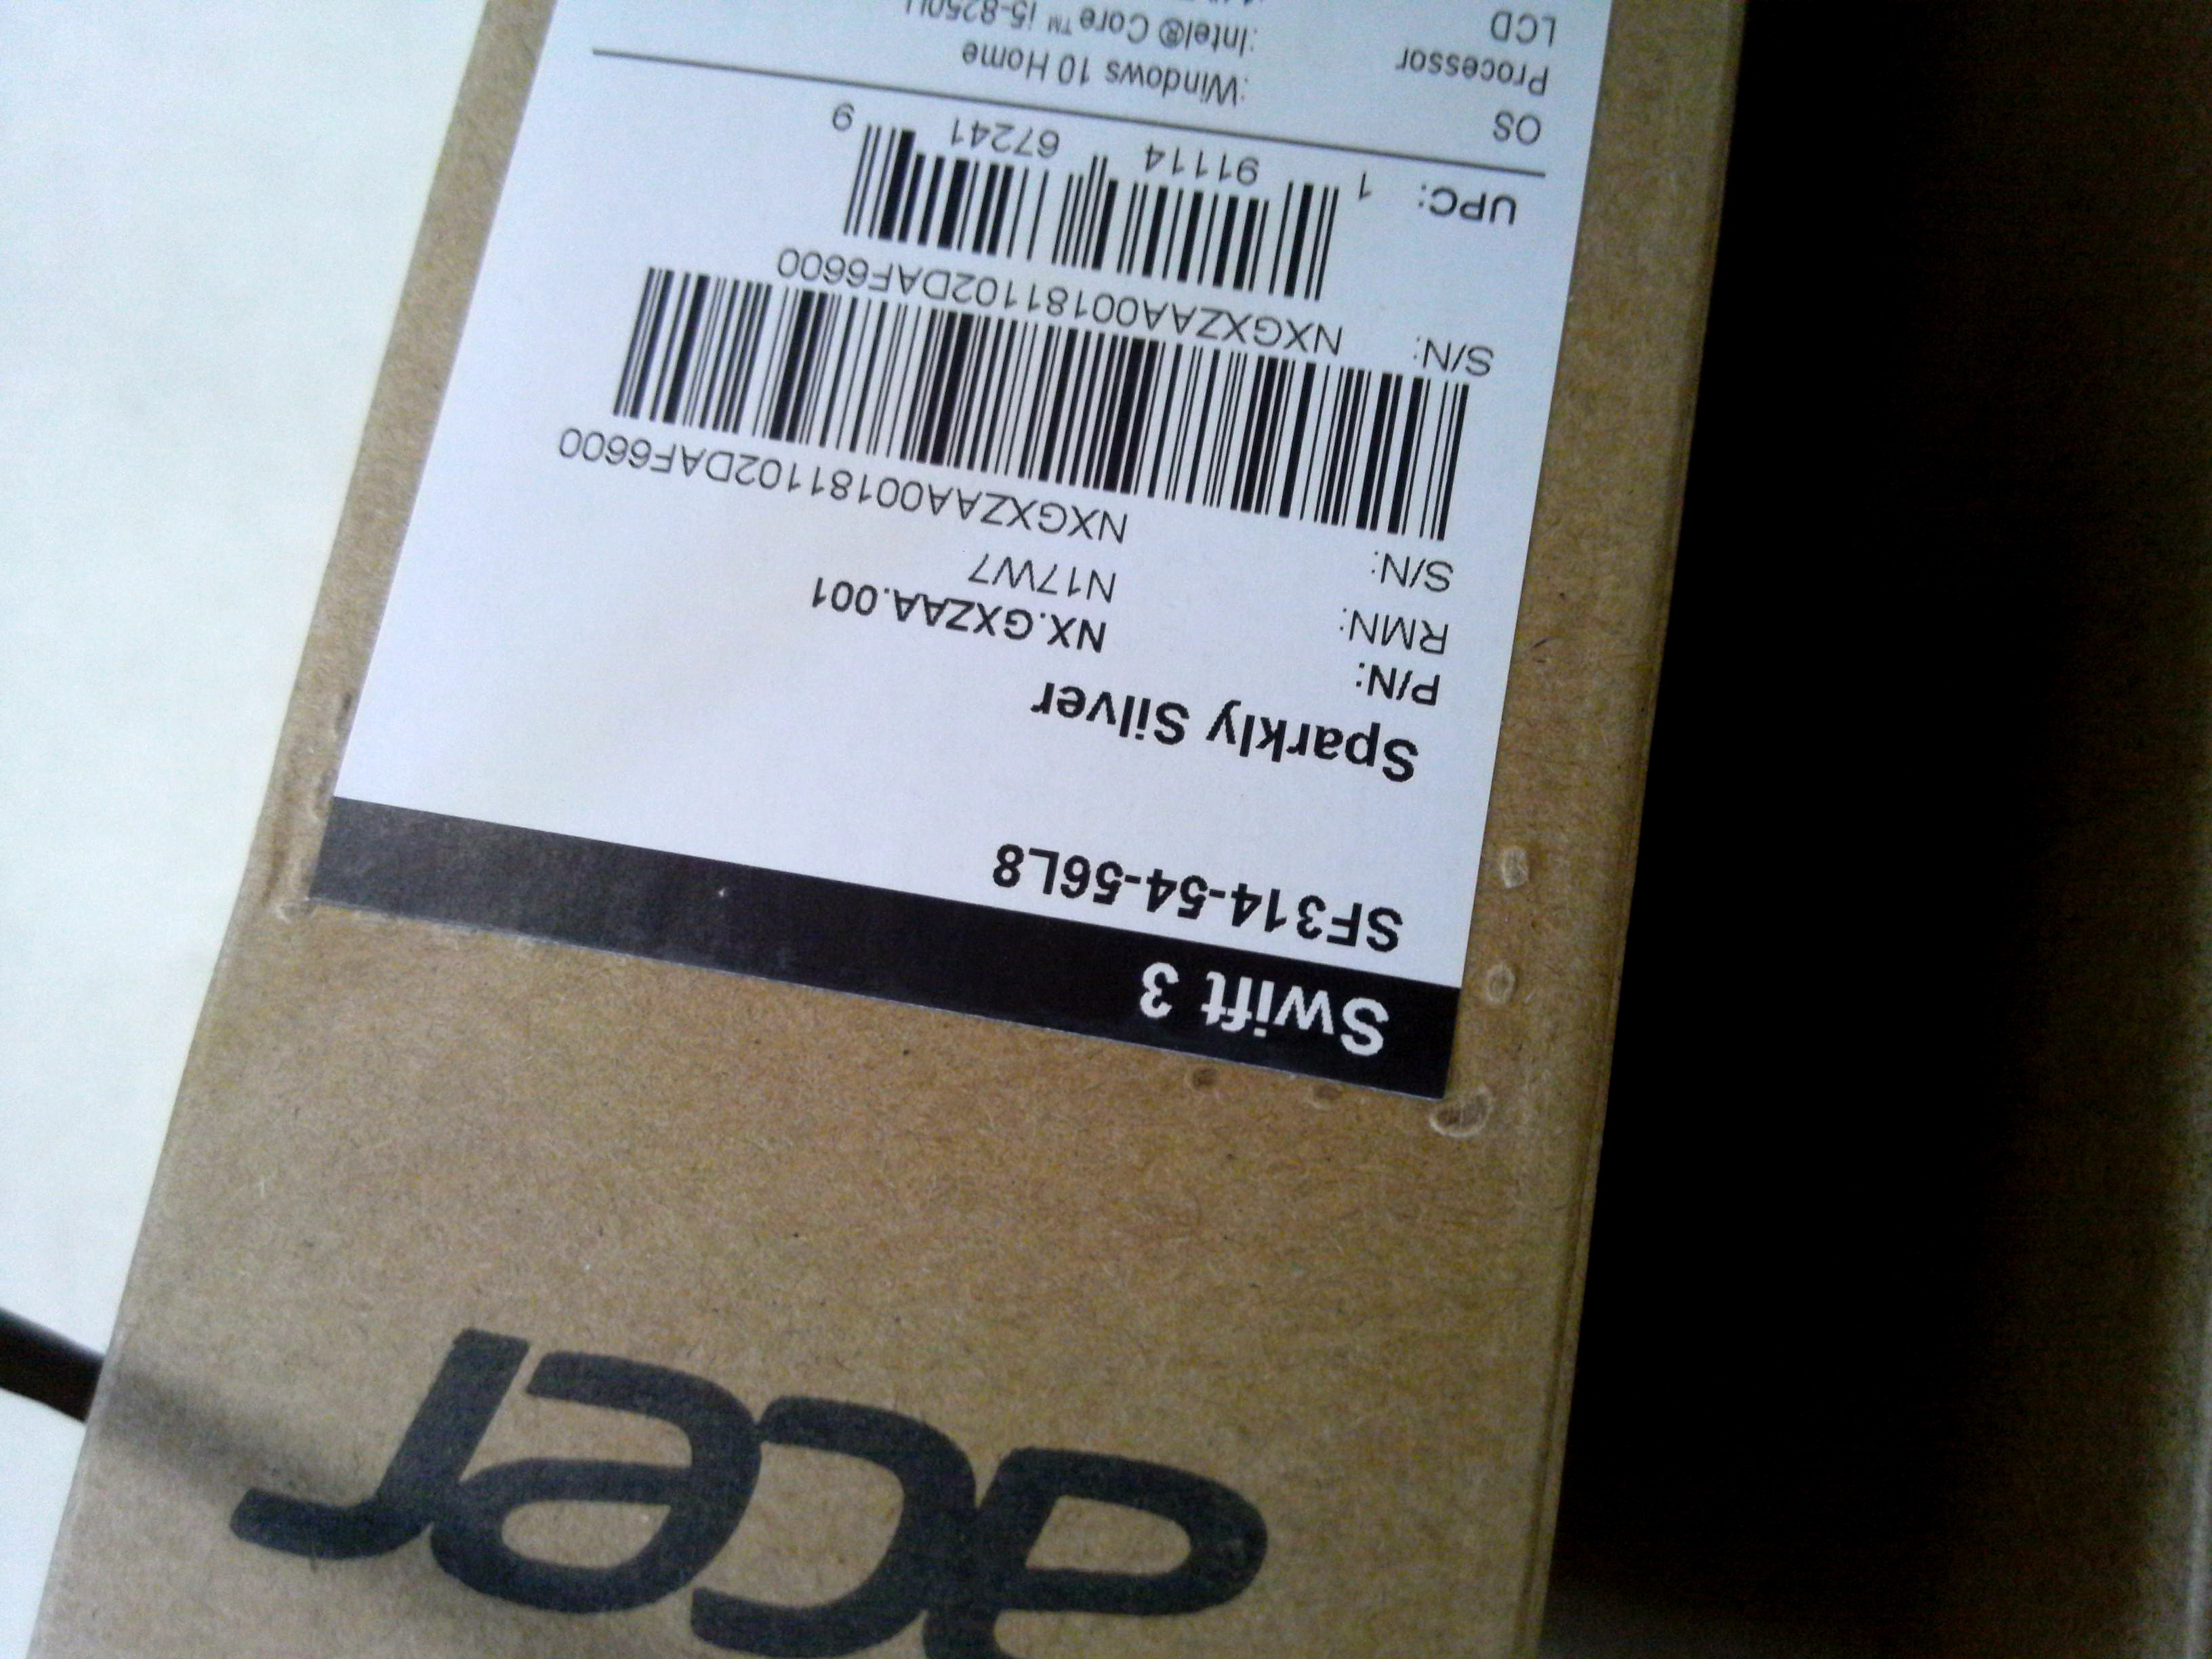 acer
Swift 3
SF314-54-56L8
Sparkly Silver
P/N: NX.GXZAA.001
RMN: N17W7
S/N: NXGXZAA00181102DAF6600
S/N: NXGXZAA00181102DAF6600
UPC: 1 91114 67241 9
OS :Windows 10 Home
Processor :Intel® Core™ i5-8250U
LCD